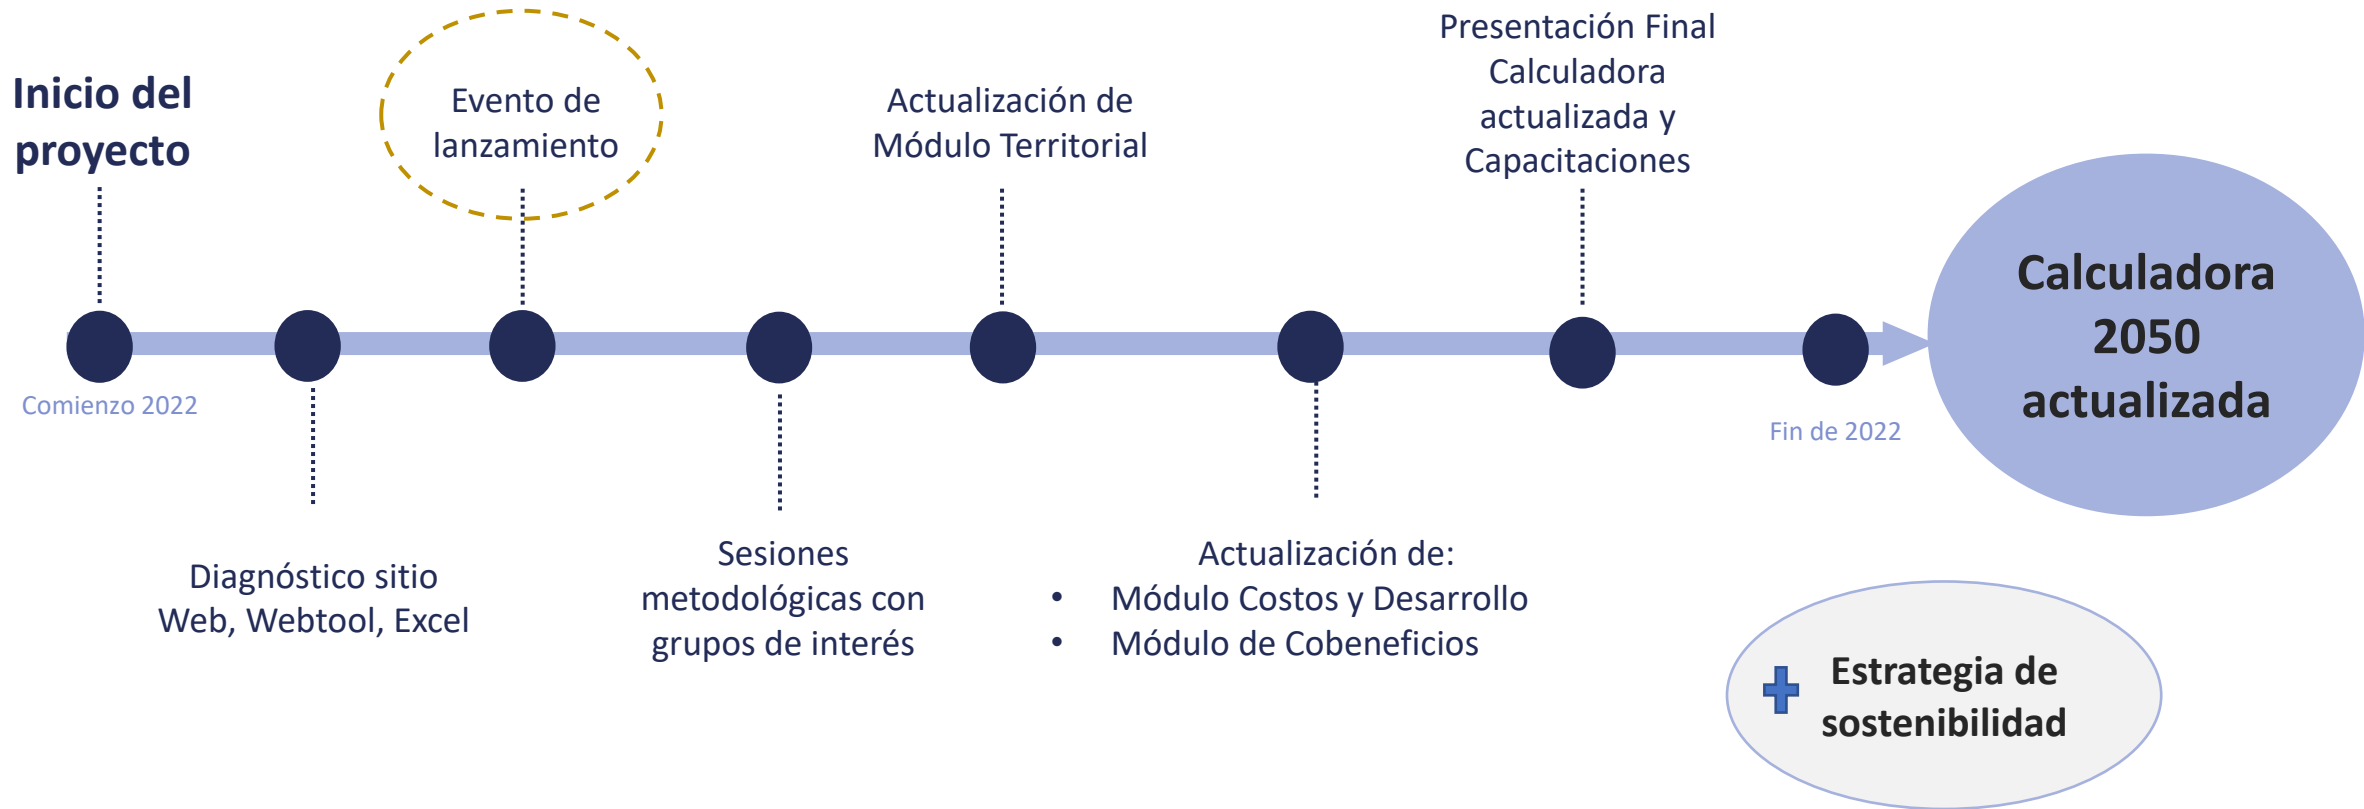 Inicio del
proyecto
Comienzo 2022
Diagnóstico sitio
Web, Webtool, Excel
Evento de
lanzamiento
Sesiones
metodológicas con
grupos de interés
Actualización de
Módulo Territorial
Actualización de:
• Módulo Costos y Desarrollo
• Módulo de Cobeneficios
Presentación Final
Calculadora
actualizada y
Capacitaciones
Fin de 2022
Calculadora
2050
actualizada
Estrategia de
sostenibilidad